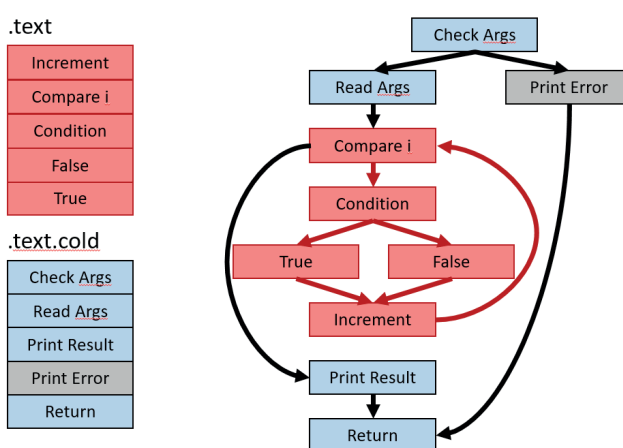 .text
Increment
Compare i
Condition
False
True
.text.cold
Check Args
Read Args
Print Result
Print Error
Return
Check Args
Read Args
Print Error
Compare i
Condition
True
False
Increment
Print Result
Return